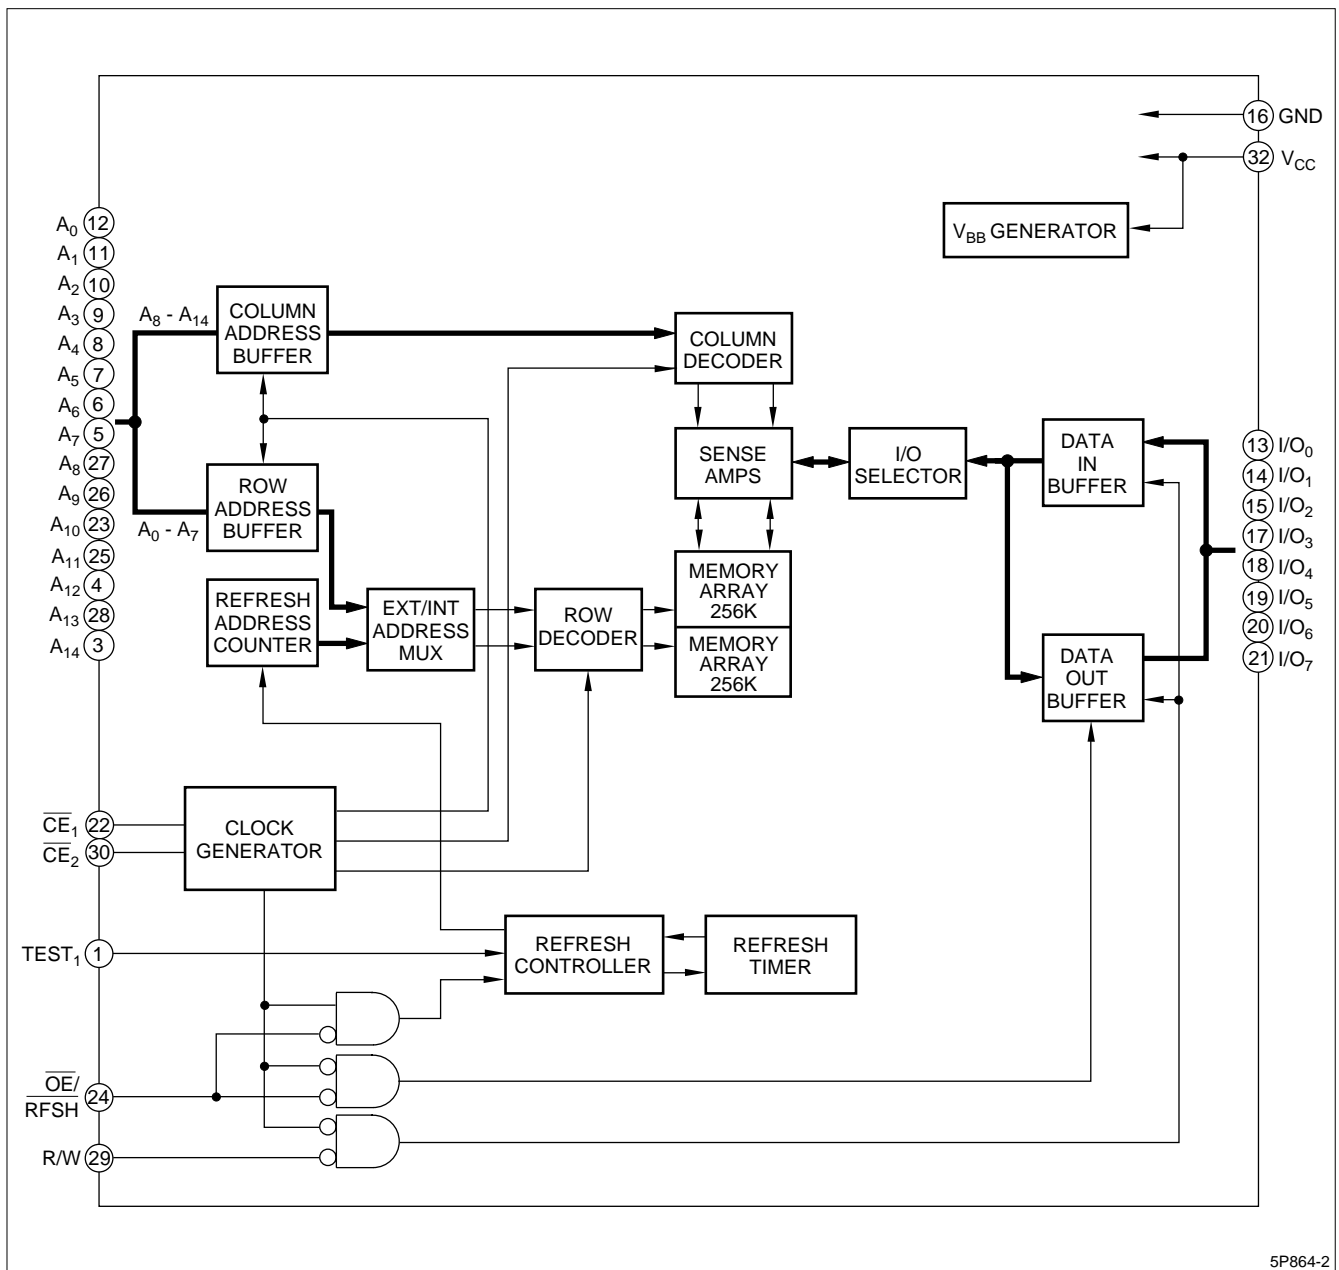 16 GND
32 VCC
VBB GENERATOR
A0 12
A1 11
A2 10
A3 9
A4 8
A5 7
A6 6
A7 5
A8 27
A9 26
A10 23
A11 25
A12 4
A13 28
A14 3
A8 - A14
COLUMN
ADDRESS
BUFFER
COLUMN
DECODER
A0 - A7
ROW
ADDRESS
BUFFER
SENSE
AMPS
I/O
SELECTOR
DATA
IN
BUFFER
13 I/O0
14 I/O1
15 I/O2
17 I/O3
18 I/O4
19 I/O5
20 I/O6
21 I/O7
REFRESH
ADDRESS
COUNTER
EXT/INT
ADDRESS
MUX
ROW
DECODER
MEMORY
ARRAY
256K
MEMORY
ARRAY
256K
DATA
OUT
BUFFER
CE1 22
CE2 30
CLOCK
GENERATOR
TEST1 1
REFRESH
CONTROLLER
REFRESH
TIMER
OE/
RFSH 24
R/W 29
5P864-2